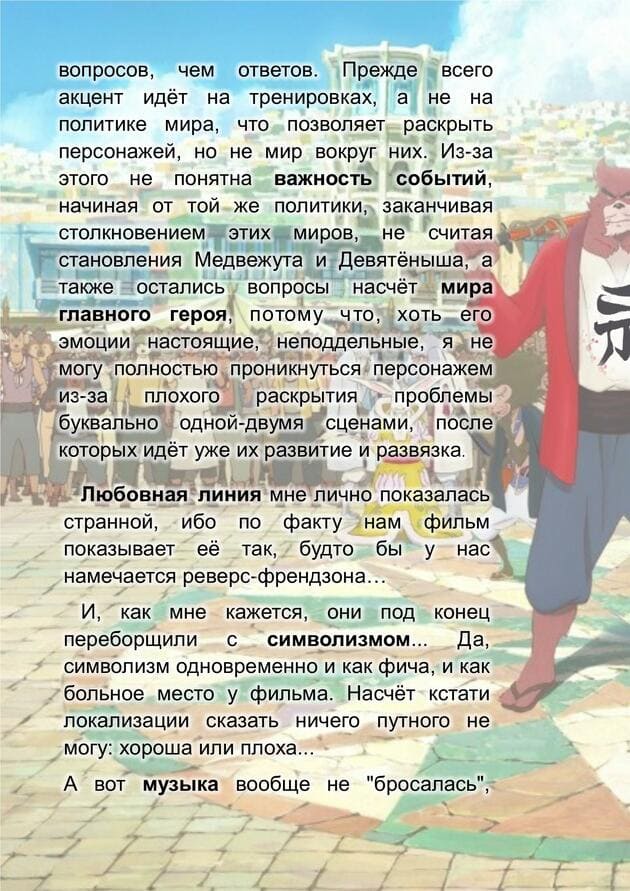 вопросов, чем ответов. Прежде всего
акцент идёт на тренировках, а не на
политике мира, что позволяет раскрыть
персонажей, но не мир вокруг них. Из-за
этого не понятна важность событий,
начиная от той же политики, заканчивая
столкновением этих миров, не считая
становления Медвежута и Девятёныша, а
также остались вопросы насчёт мира
главного героя, потому что, хоть его
эмоции настоящие, неподдельные, я не
могу полностью проникнуться персонажем
из-за плохого раскрытия проблемы
буквально одной-двумя сценами, после
которых идёт уже их развитие и развязка.
Любовная линия мне лично показалась
странной, ибо по факту нам фильм
показывает её так, будто бы у нас
намечается реверс-френдзона...
И, как мне кажется, они под конец
переборщили с символизмом... Да,
символизм одновременно и как фича, и как
больное место у фильма. Насчёт кстати
локализации сказать ничего путного не
могу: хороша или плоха...
А вот музыка вообще не "бросалась",